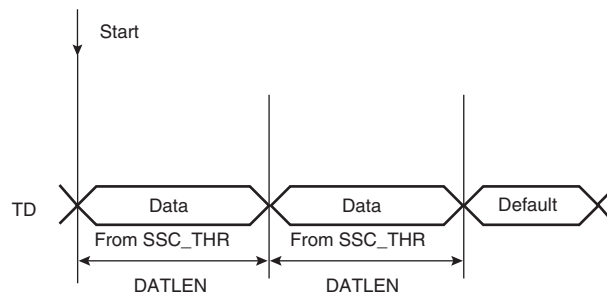 Start
TD
Data
Data
Default
From SSC_THR
From SSC_THR
DATLEN
DATLEN